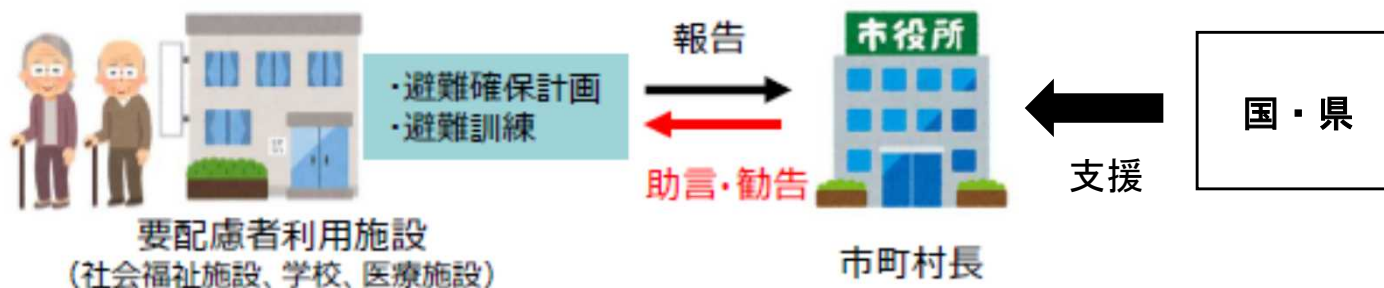 ・避難確保計画
・避難訓練
要配慮者利用施設
（社会福祉施設、学校、医療施設）
報告
助言・勧告
市役所
市町村長
支援
国・県